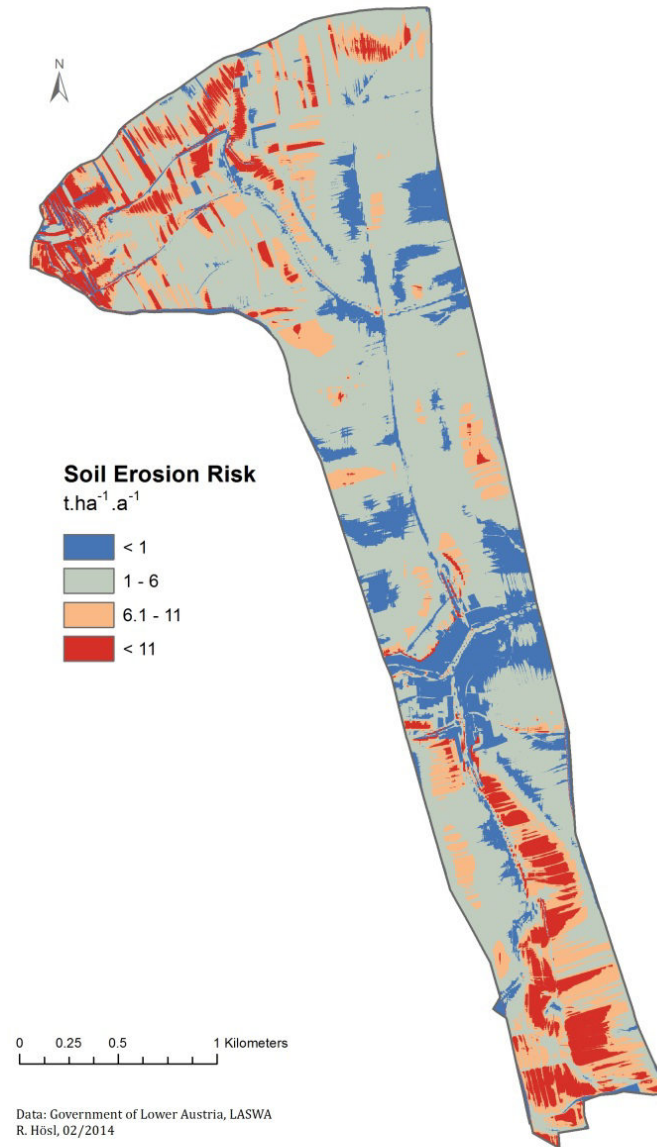 N
Soil Erosion Risk
t.ha⁻¹.a⁻¹
< 1
1 - 6
6.1 - 11
< 11
0 0.25 0.5 1 Kilometers
Data: Government of Lower Austria, LASWA
R. Hösl, 02/2014